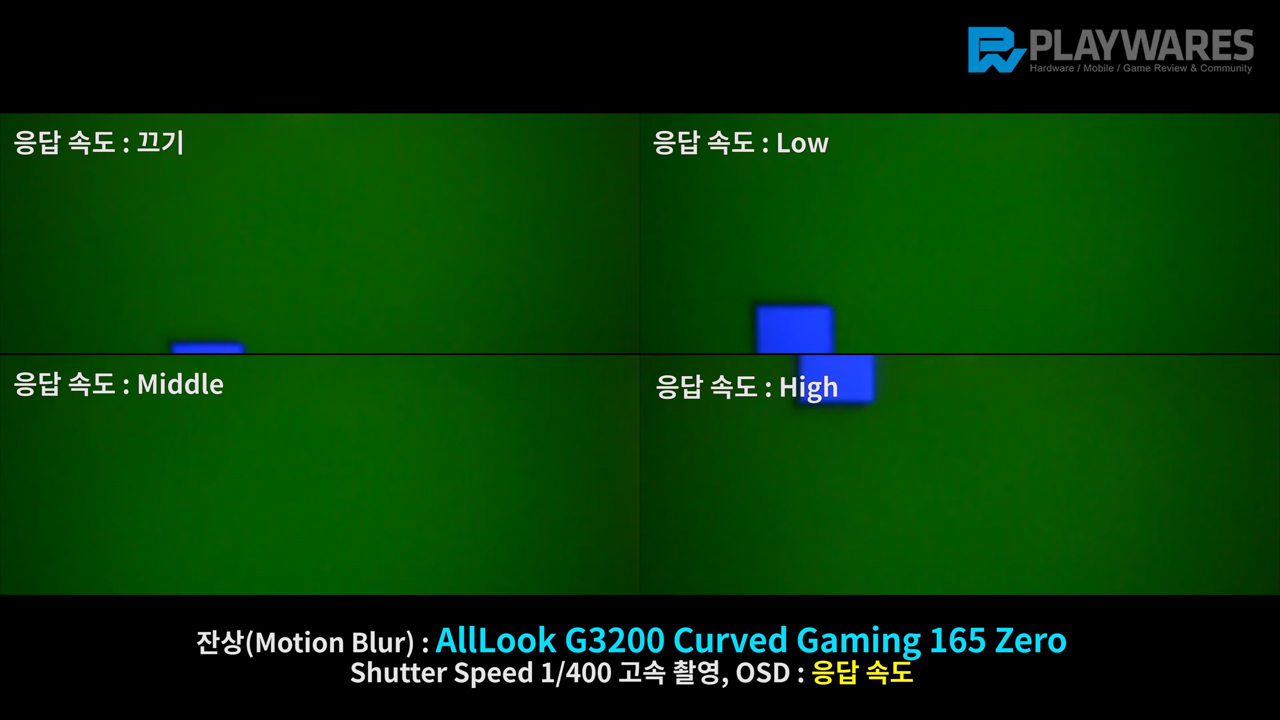 PLAYWARES
Hardware / Mobile / Game Review & Community
응답 속도 : 끄기
응답 속도 : Low
응답 속도 : Middle
응답 속도 : High
잔상(Motion Blur) : AllLook G3200 Curved Gaming 165 Zero
Shutter Speed 1/400 고속 촬영, OSD : 응답 속도